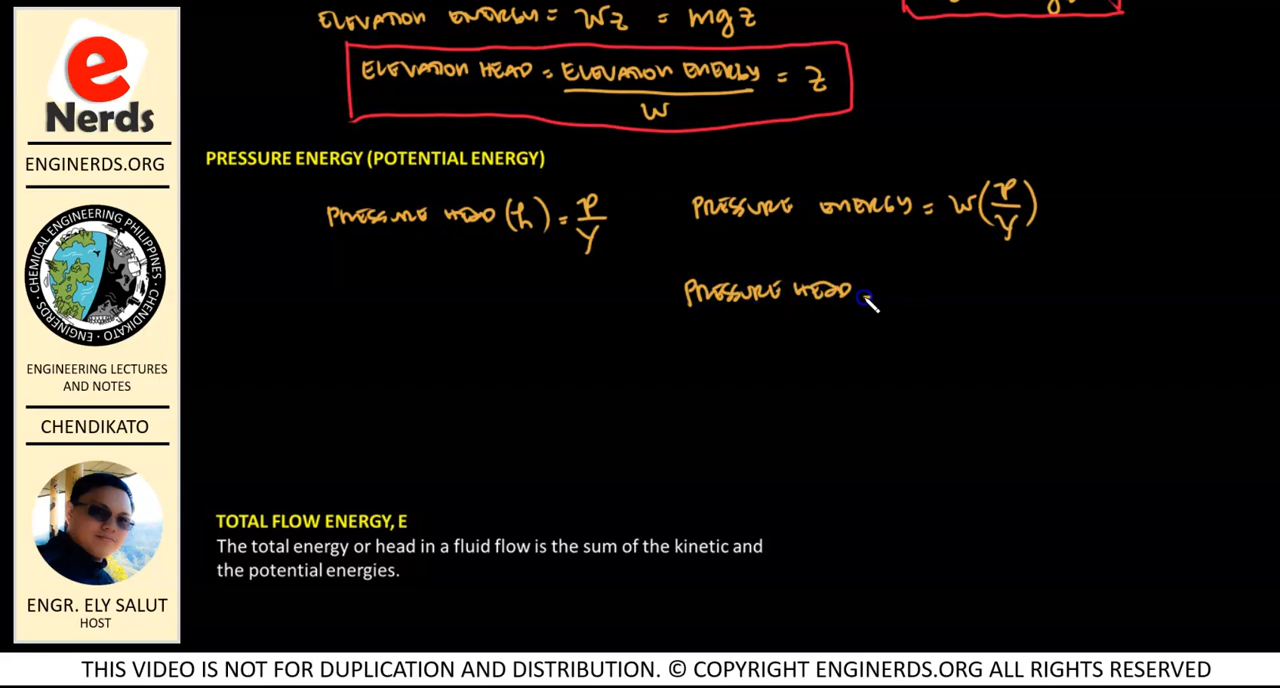 ELEVATION ENERGY = WZ = mgZ
ELEVATION HEAD = ELEVATION ENERGY / W = Z
e
Nerds
ENGINERDS.ORG
PRESSURE ENERGY (POTENTIAL ENERGY)
PRESSURE HEAD (h) = P/γ
PRESSURE ENERGY = W(P/γ)
PRESSURE HEAD =
CHEMICAL ENGINEERING PHILIPPINES · CHENDIKATO · ENGINERDS ·
ENGINEERING LECTURES
AND NOTES
CHENDIKATO
TOTAL FLOW ENERGY, E
The total energy or head in a fluid flow is the sum of the kinetic and
the potential energies.
ENGR. ELY SALUT
HOST
THIS VIDEO IS NOT FOR DUPLICATION AND DISTRIBUTION. © COPYRIGHT ENGINERDS.ORG ALL RIGHTS RESERVED